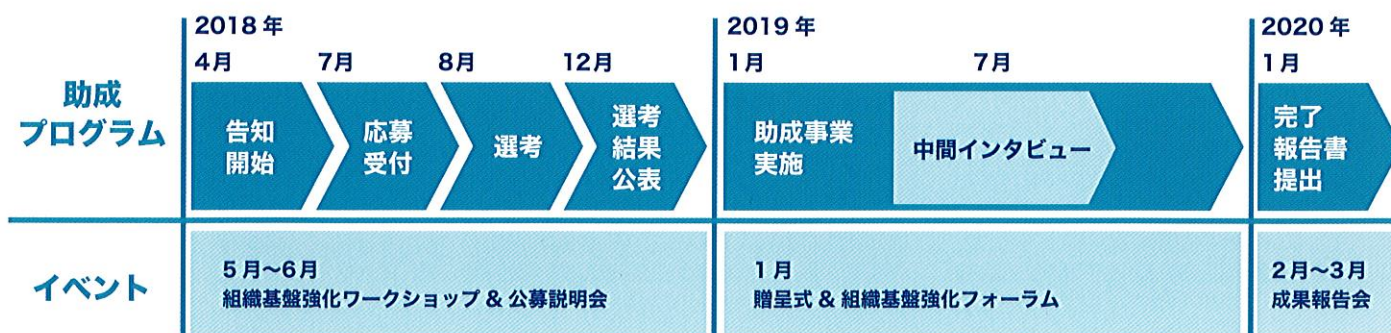 2018年
4月
7月
8月
12月
2019年
1月
7月
2020年
1月
助成
プログラム
告知
開始
応募
受付
選考
選考
結果
公表
助成事業
実施
中間インタビュー
完了
報告書
提出
イベント
5月~6月
組織基盤強化ワークショップ & 公募説明会
1月
贈呈式 & 組織基盤強化フォーラム
2月~3月
成果報告会